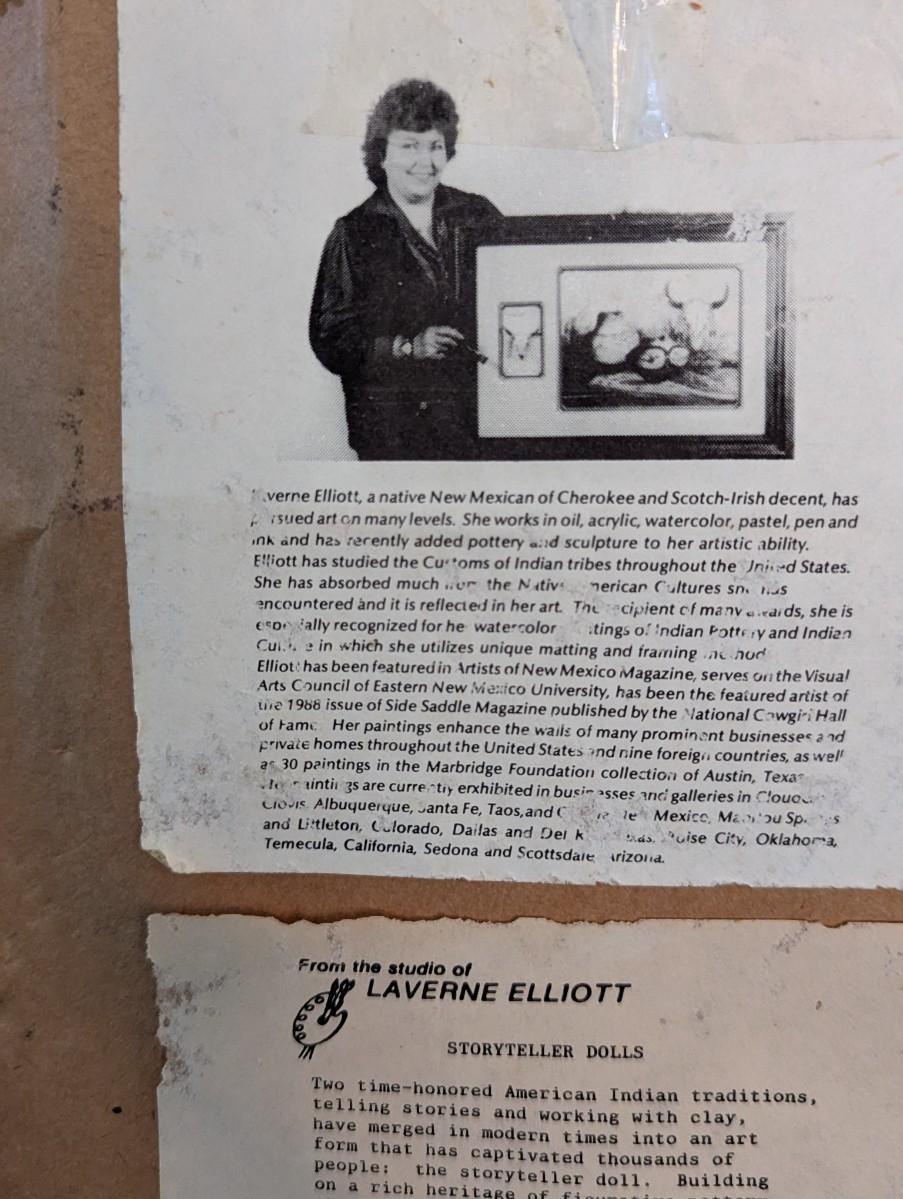 verne Elliott, a native New Mexican of Cherokee and Scotch-Irish decent, has
rsued art on many levels. She works in oil, acrylic, watercolor, pastel, pen and
ink and has recently added pottery and sculpture to her artistic ability.
Elliott has studied the Customs of Indian tribes throughout the United States.
She has absorbed much from the Native American Cultures she has
encountered and it is reflected in her art. The recipient of many awards, she is
especially recognized for he watercolor tings of Indian Pottery and Indian
Culture in which she utilizes unique matting and framing method
Elliott has been featured in Artists of New Mexico Magazine, serves on the Visual
Arts Council of Eastern New Mexico University, has been the featured artist of
the 1988 issue of Side Saddle Magazine published by the National Cowgirl Hall
of Fame. Her paintings enhance the walls of many prominent businesses and
private homes throughout the United States and nine foreign countries, as well
as 30 paintings in the Marbridge Foundation collection of Austin, Texas
paintings are currently erxhibited in businesses and galleries in
Clovis, Albuquerque, Santa Fe, Taos, and Mexico,
and Littleton, Colorado, Dallas and Del Boise City, Oklahoma,
Temecula, California, Sedona and Scottsdale Arizona.
From the studio of
LAVERNE ELLIOTT
STORYTELLER DOLLS
Two time-honored American Indian traditions,
telling stories and working with clay,
have merged in modern times into an art
form that has captivated thousands of
people: the storyteller doll. Building
on a rich heritage of figurative pottery